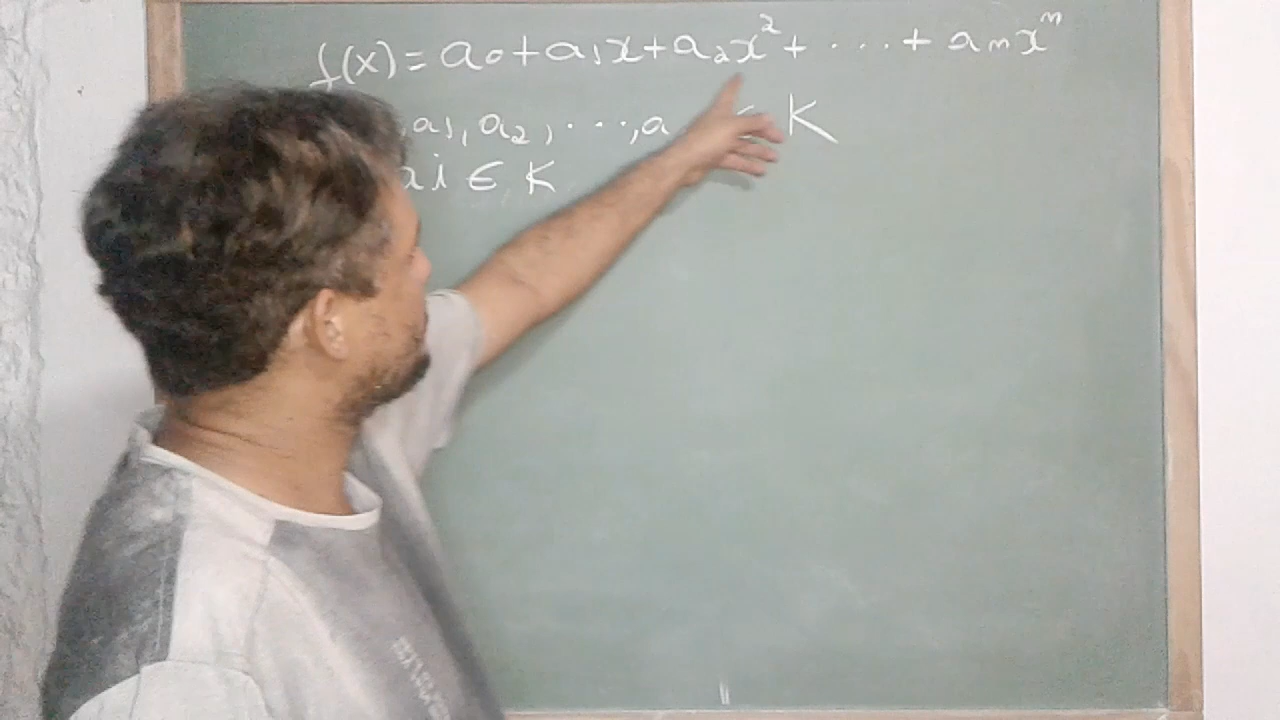 f(x) = a₀ + a₁x + a₂x² + ... + aₙxⁿ
, a₁, a₂, ..., a ∈ K
ai ∈ K